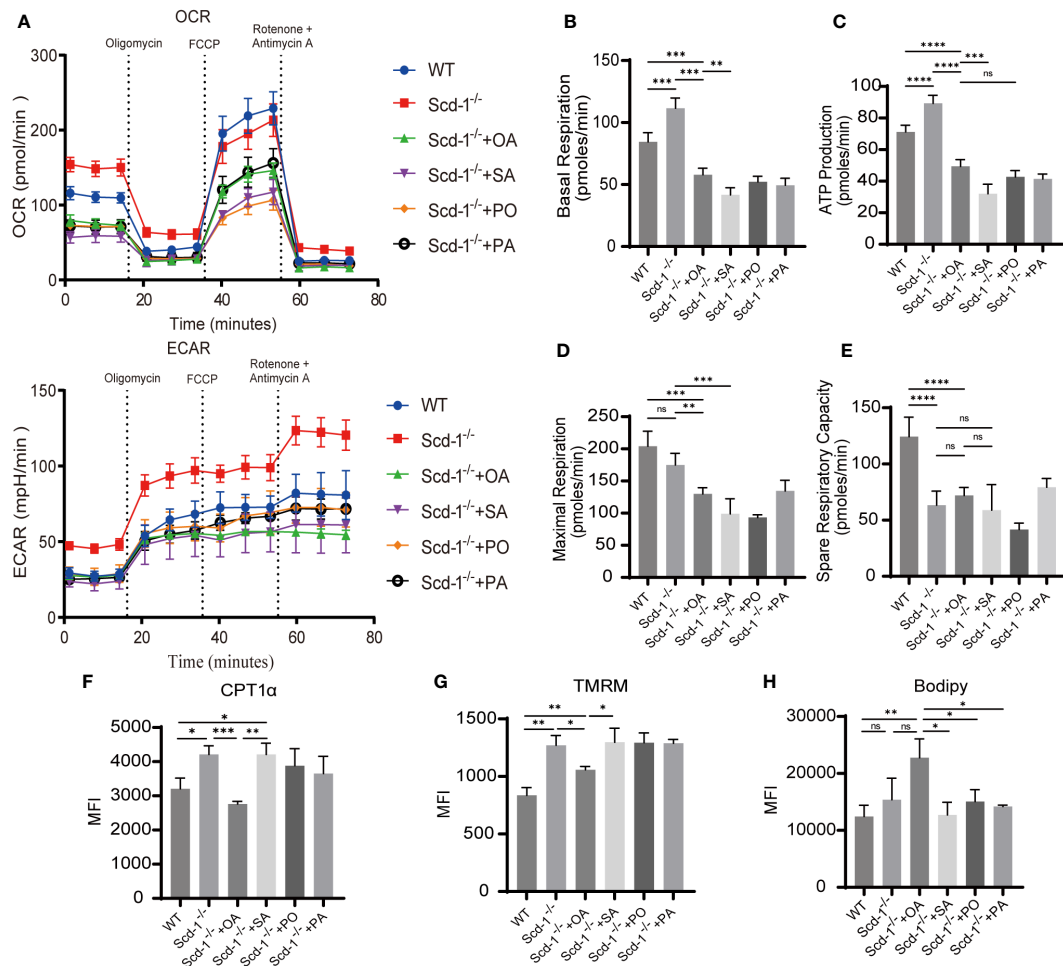 A
OCR
Oligomycin
FCCP
Rotenone +
Antimycin A
OCR (pmol/min)
300
200
100
0
0 20 40 60 80
Time (minutes)
WT
Scd-1⁻/⁻
Scd-1⁻/⁻+OA
Scd-1⁻/⁻+SA
Scd-1⁻/⁻+PO
Scd-1⁻/⁻+PA
ECAR
Oligomycin
FCCP
Rotenone +
Antimycin A
ECAR (mpH/min)
150
100
50
0
0 20 40 60 80
Time (minutes)
WT
Scd-1⁻/⁻
Scd-1⁻/⁻+OA
Scd-1⁻/⁻+SA
Scd-1⁻/⁻+PO
Scd-1⁻/⁻+PA
B
Basal Respiration
(pmoles/min)
150
100
50
0
***
*** *** **
WT
Scd-1⁻/⁻
Scd-1⁻/⁻+OA
Scd-1⁻/⁻+SA
Scd-1⁻/⁻+PO
Scd-1⁻/⁻+PA
C
ATP Production
(pmoles/min)
100
80
60
40
20
0
****
**** ***
**** ns
WT
Scd-1⁻/⁻
Scd-1⁻/⁻+OA
Scd-1⁻/⁻+SA
Scd-1⁻/⁻+PO
Scd-1⁻/⁻+PA
D
Maximal Respiration
(pmoles/min)
250
200
150
100
50
0
***
***
ns **
WT
Scd-1⁻/⁻
Scd-1⁻/⁻+OA
Scd-1⁻/⁻+SA
Scd-1⁻/⁻+PO
Scd-1⁻/⁻+PA
E
Spare Respiratory Capacity
(pmoles/min)
200
150
100
50
0
****
**** ns
ns ns
WT
Scd-1⁻/⁻
Scd-1⁻/⁻+OA
Scd-1⁻/⁻+SA
Scd-1⁻/⁻+PO
Scd-1⁻/⁻+PA
F
CPT1α
MFI
5000
4000
3000
2000
1000
0
*
* *** **
WT
Scd-1⁻/⁻
Scd-1⁻/⁻+OA
Scd-1⁻/⁻+SA
Scd-1⁻/⁻+PO
Scd-1⁻/⁻+PA
G
TMRM
MFI
1500
1000
500
0
** *
** *
WT
Scd-1⁻/⁻
Scd-1⁻/⁻+OA
Scd-1⁻/⁻+SA
Scd-1⁻/⁻+PO
Scd-1⁻/⁻+PA
H
Bodipy
MFI
30000
20000
10000
0
*
** *
ns ns *
WT
Scd-1⁻/⁻
Scd-1⁻/⁻+OA
Scd-1⁻/⁻+SA
Scd-1⁻/⁻+PO
Scd-1⁻/⁻+PA